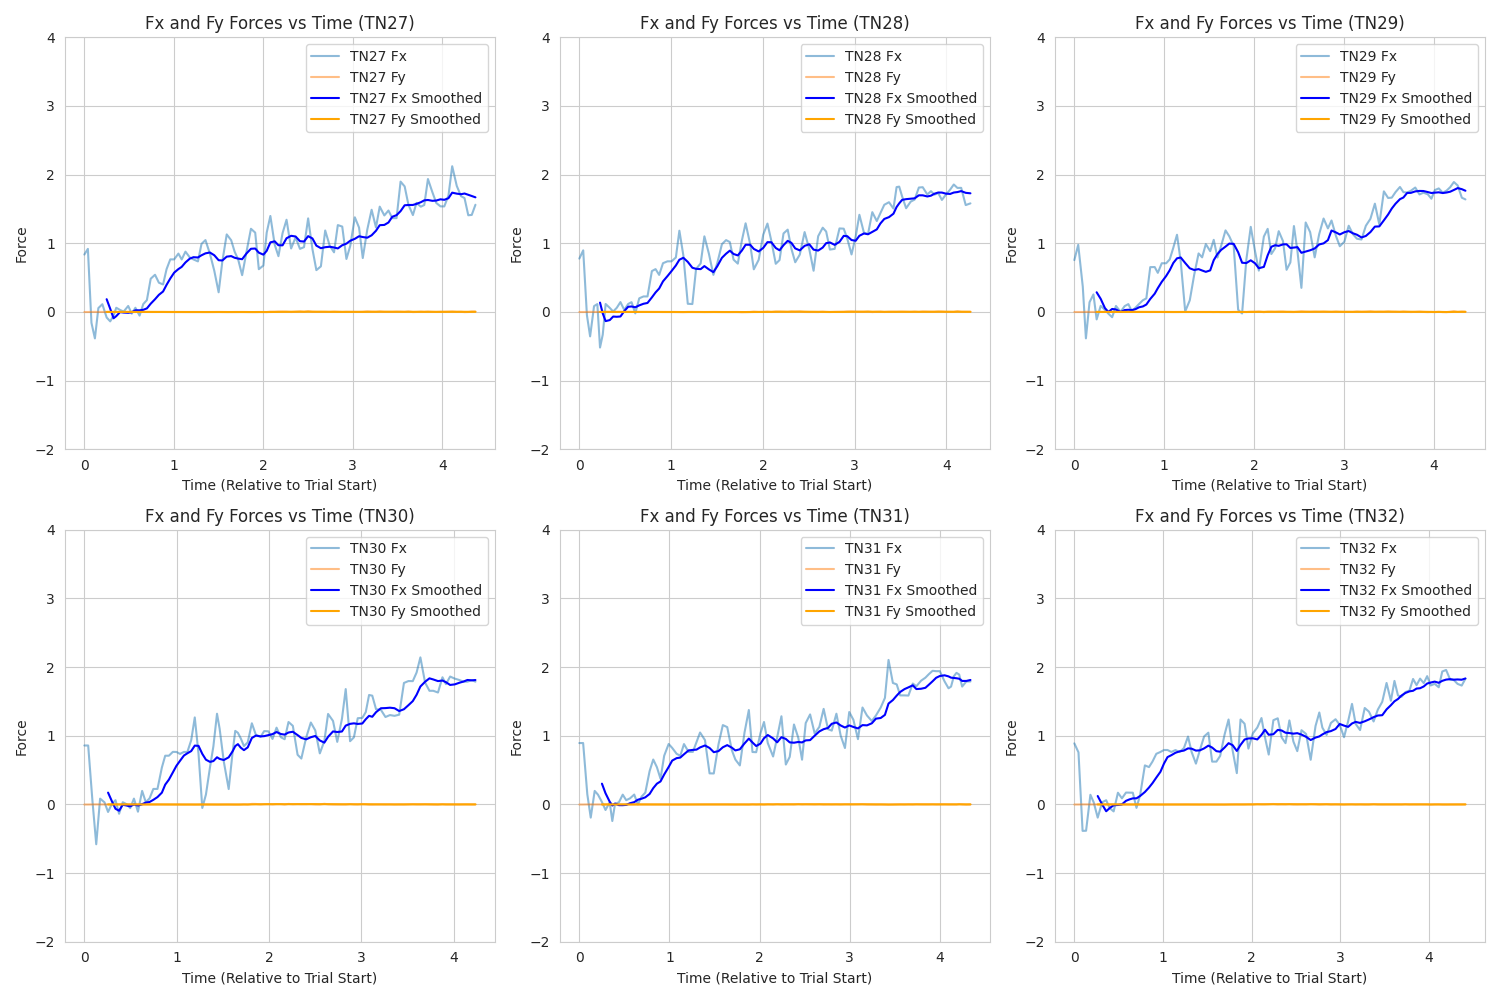 Fx and Fy Forces vs Time (TN27)
4
3
2
1
0
−1
−2
Force
TN27 Fx
TN27 Fy
TN27 Fx Smoothed
TN27 Fy Smoothed
0 1 2 3 4
Time (Relative to Trial Start)
Fx and Fy Forces vs Time (TN28)
4
3
2
1
0
−1
−2
Force
TN28 Fx
TN28 Fy
TN28 Fx Smoothed
TN28 Fy Smoothed
0 1 2 3 4
Time (Relative to Trial Start)
Fx and Fy Forces vs Time (TN29)
4
3
2
1
0
−1
−2
Force
TN29 Fx
TN29 Fy
TN29 Fx Smoothed
TN29 Fy Smoothed
0 1 2 3 4
Time (Relative to Trial Start)
Fx and Fy Forces vs Time (TN30)
4
3
2
1
0
−1
−2
Force
TN30 Fx
TN30 Fy
TN30 Fx Smoothed
TN30 Fy Smoothed
0 1 2 3 4
Time (Relative to Trial Start)
Fx and Fy Forces vs Time (TN31)
4
3
2
1
0
−1
−2
Force
TN31 Fx
TN31 Fy
TN31 Fx Smoothed
TN31 Fy Smoothed
0 1 2 3 4
Time (Relative to Trial Start)
Fx and Fy Forces vs Time (TN32)
4
3
2
1
0
−1
−2
Force
TN32 Fx
TN32 Fy
TN32 Fx Smoothed
TN32 Fy Smoothed
0 1 2 3 4
Time (Relative to Trial Start)